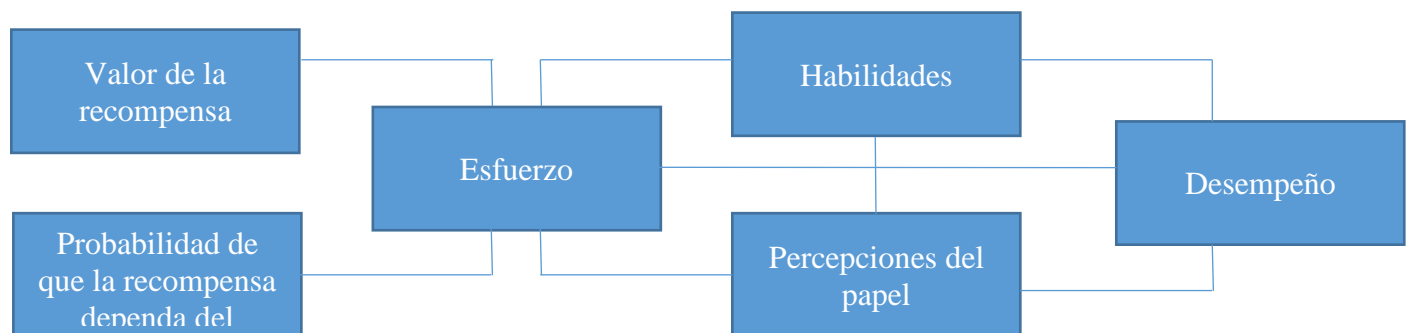 Valor de la
recompensa
Probabilidad de
que la recompensa
dependa del
Esfuerzo
Habilidades
Percepciones del
papel
Desempeño